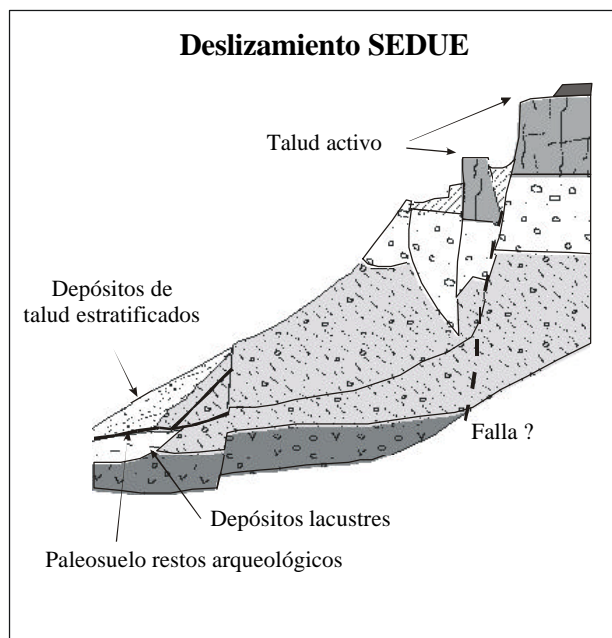 Deslizamiento SEDUE
Talud activo
Depósitos de
talud estratificados
Falla ?
Depósitos lacustres
Paleosuelo restos arqueológicos